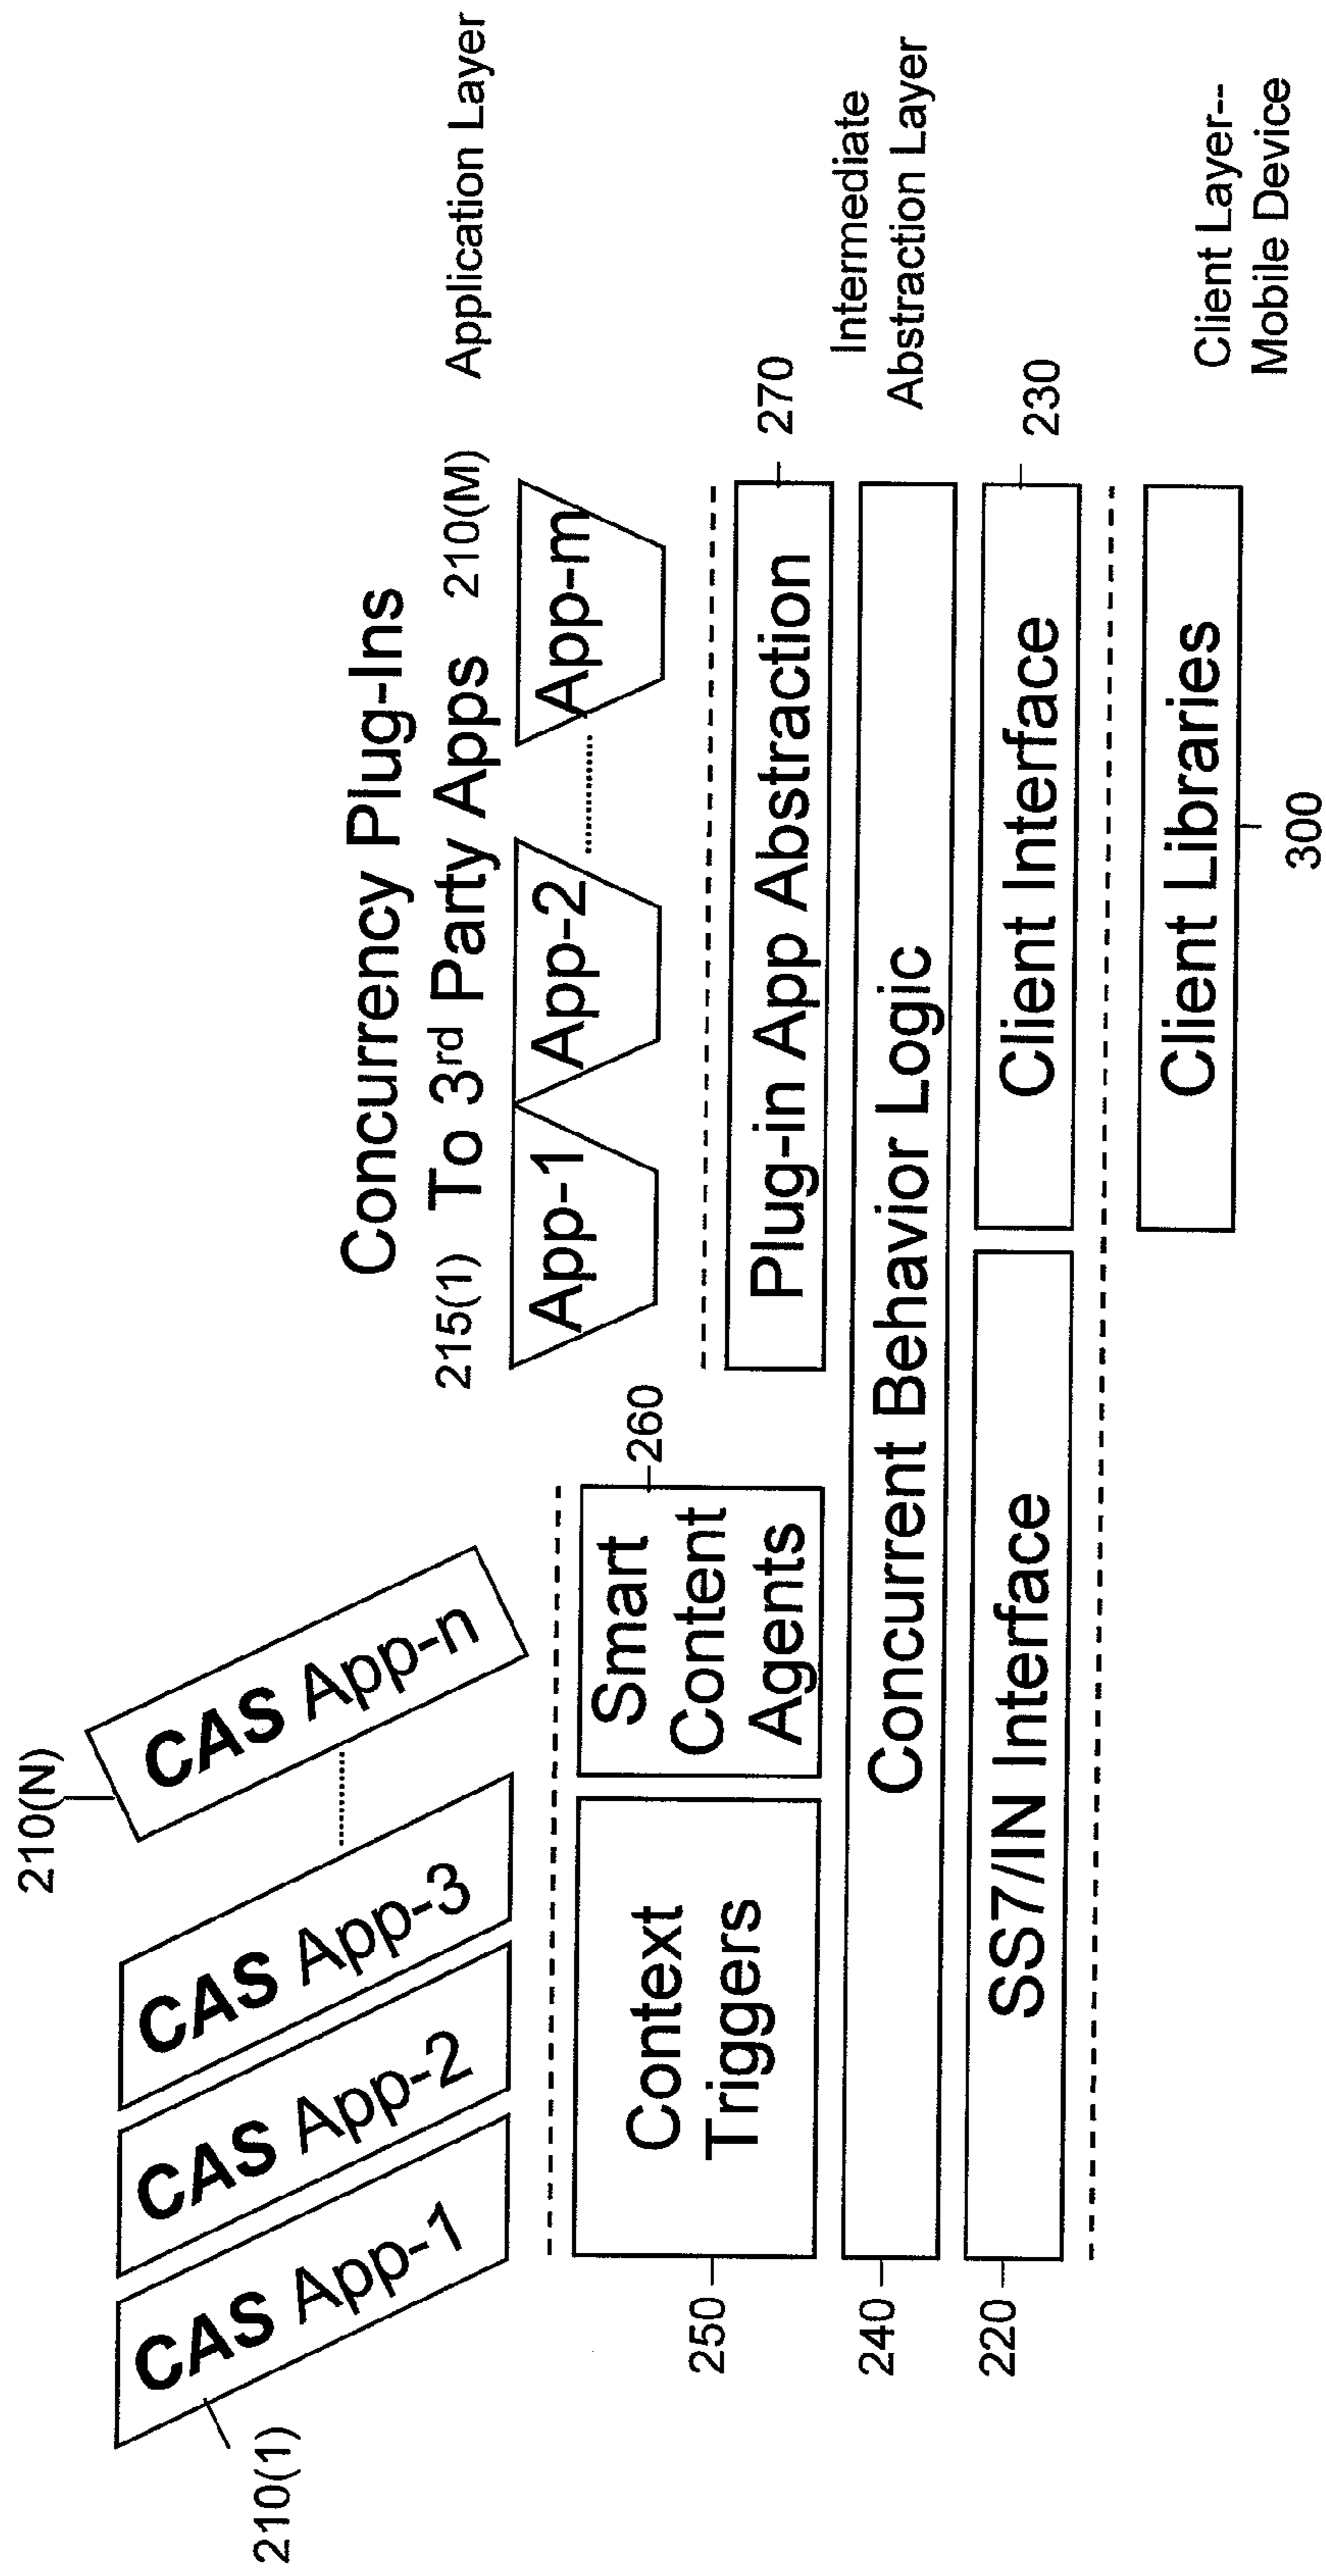 210(N)
210(1)
CAS App-1
CAS App-2
CAS App-3
CAS App-n
Concurrency Plug-Ins
215(1) To 3rd Party Apps 210(M)
Application Layer
App-1
App-2
App-m
250
Context
Triggers
Smart
Content
Agents
260
Plug-in App Abstraction
270
Intermediate
Abstraction Layer
240
Concurrent Behavior Logic
220
SS7/IN Interface
Client Interface
230
Client Libraries
300
Client Layer--
Mobile Device